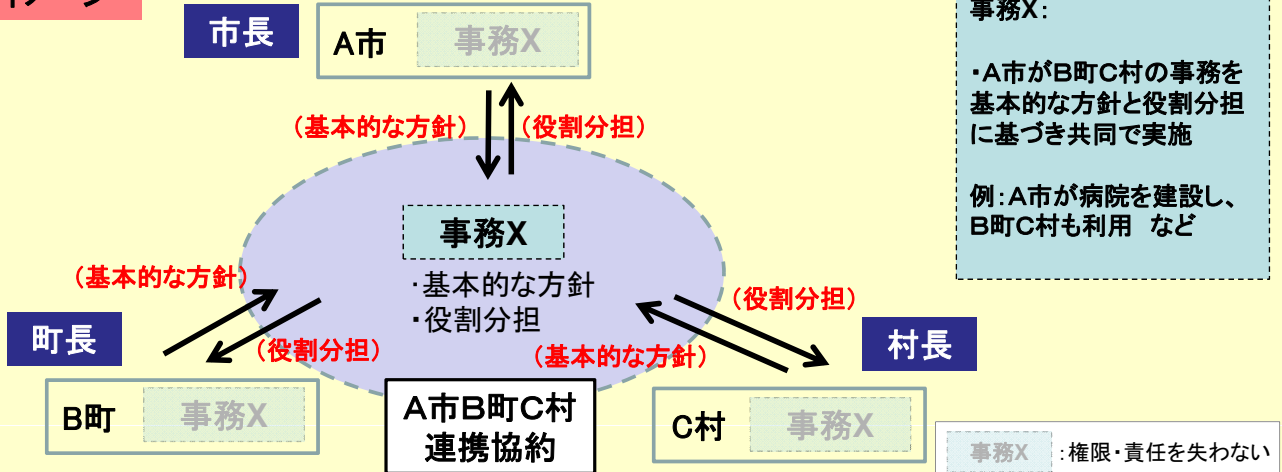 イメージ
市長
A市
事務X
事務X：
・A市がB町C村の事務を
基本的な方針と役割分担
に基づき共同で実施
例：A市が病院を建設し、
B町C村も利用 など
（基本的な方針）
（役割分担）
事務X
・基本的な方針
・役割分担
（基本的な方針）
（役割分担）
（役割分担）
（基本的な方針）
町長
村長
B町
事務X
A市B町C村
連携協約
C村
事務X
事務X
：権限・責任を失わない